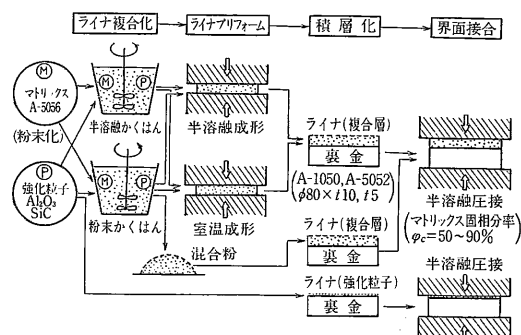 ライナ複合化
ライナプリフォーム
積層化
界面接合
M
マトリックス
A-5056
(粉末化)
M
P
半溶融かくはん
半溶融成形
P
強化粒子
Al₂O₃
SiC
M
P
粉末かくはん
室温成形
混合粉
ライナ(複合層)
裏金
(A-1050, A-5052)
φ80×t10, t5
ライナ(複合層)
裏金
ライナ(強化粒子)
裏金
半溶融圧接
(マトリックス固相分率)
φc=50~90%
半溶融圧接